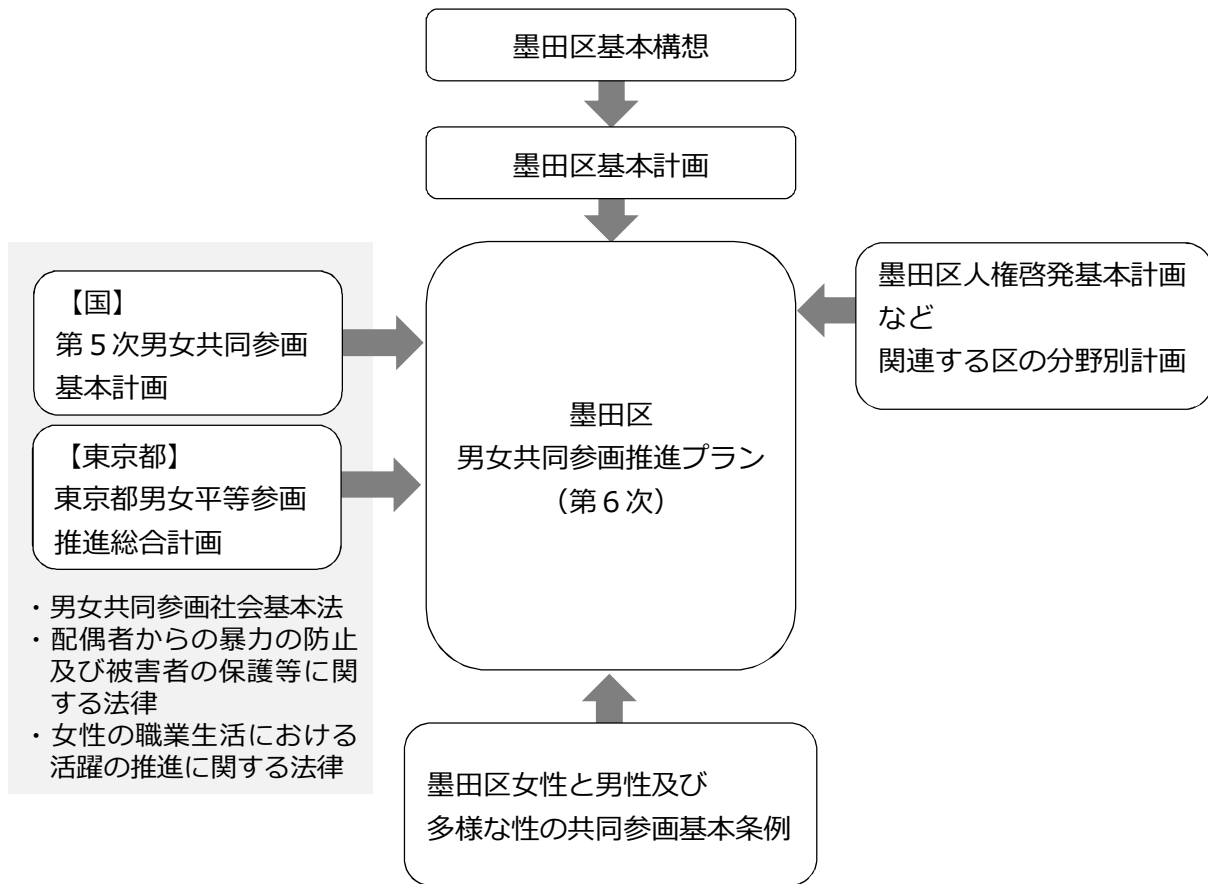 墨田区基本構想
墨田区基本計画
【国】
第５次男女共同参画
基本計画
【東京都】
東京都男女平等参画
推進総合計画
・男女共同参画社会基本法
・配偶者からの暴力の防止
及び被害者の保護等に関
する法律
・女性の職業生活における
活躍の推進に関する法律
墨田区
男女共同参画推進プラン
（第６次）
墨田区人権啓発基本計画
など
関連する区の分野別計画
墨田区女性と男性及び
多様な性の共同参画基本条例